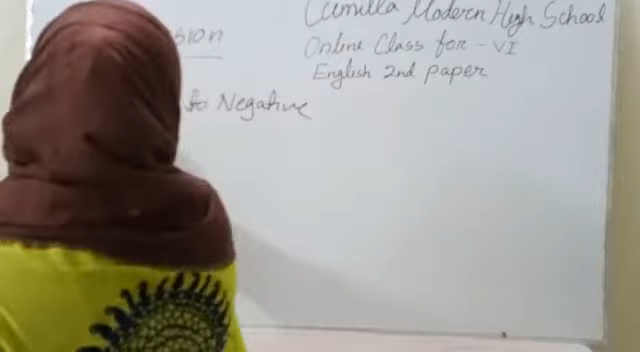 Cumilla Modern High School
sion
Online Class for - VI
English 2nd paper
to Negative